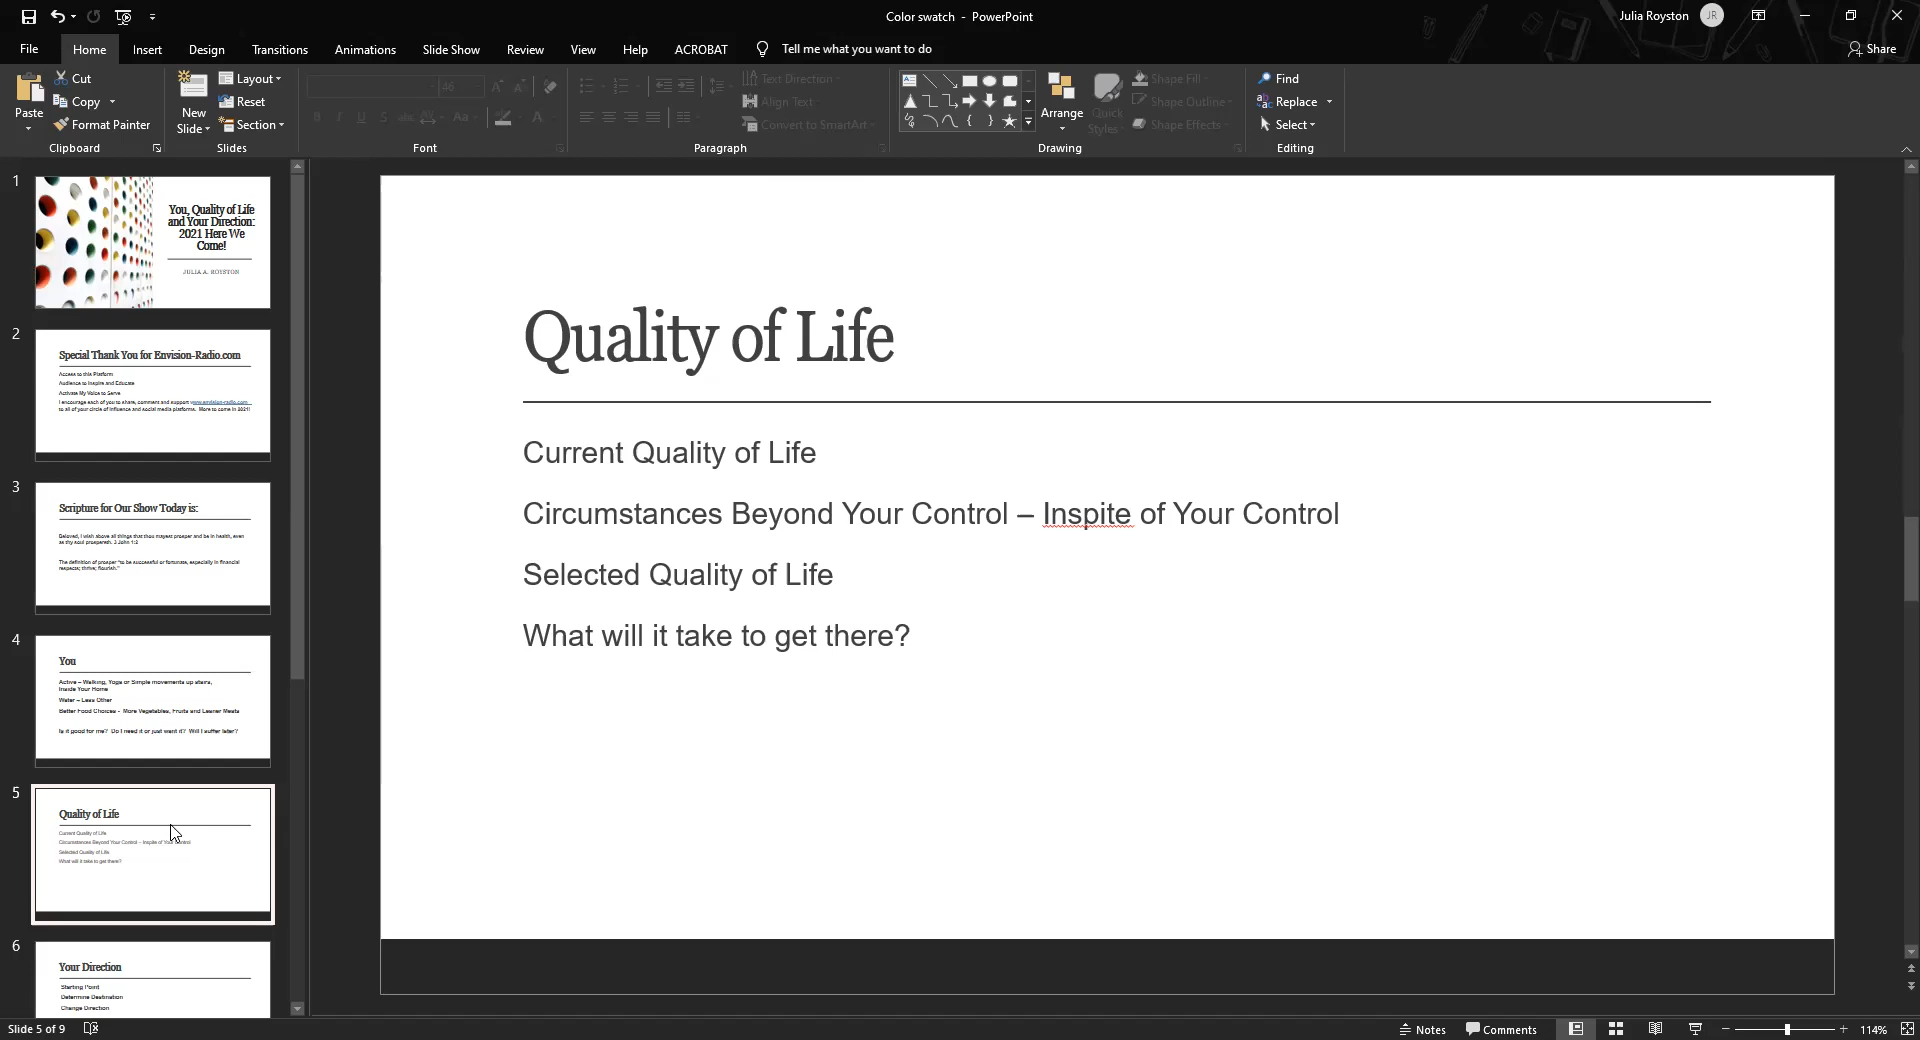 Color swatch - PowerPoint
Julia Royston
JR
File
Home
Insert
Design
Transitions
Animations
Slide Show
Review
View
Help
ACROBAT
Tell me what you want to do
Share
Paste
Cut
Copy
Format Painter
Clipboard
New
Slide
Layout
Reset
Section
Slides
46
Font
Text Direction
Align Text
Convert to SmartArt
Paragraph
Arrange
Quick
Styles
Shape Fill
Shape Outline
Shape Effects
Drawing
Find
Replace
Select
Editing
1
You, Quality of Life
and Your Direction:
2021 Here We
Come!
JULIA A. ROYSTON
2
Special Thank You for Envision-Radio.com
Access to this Platform
Audience to Inspire and Educate
Activate My Voice to Serve
I encourage each of you to share, comment and support www.envision-radio.com
to all of your circle of influence and social media platforms. More to come in 2021!
3
Scripture for Our Show Today is:
Beloved, I wish above all things that thou mayest prosper and be in health, even
as thy soul prospereth. 3 John 1:2
The definition of prosper "to be successful or fortunate, especially in financial
respects; thrive; flourish."
4
You
Active – Walking, Yoga or Simple movements up stairs,
Inside Your Home
Water – Less Other
Better Food Choices - More Vegetables, Fruits and Leaner Meats
Is it good for me? Do I need it or just want it? Will I suffer later?
5
Quality of Life
Current Quality of Life
Circumstances Beyond Your Control – Inspite of Your Control
Selected Quality of Life
What will it take to get there?
6
Your Direction
Starting Point
Determine Destination
Change Direction
Quality of Life
Current Quality of Life
Circumstances Beyond Your Control – Inspite of Your Control
Selected Quality of Life
What will it take to get there?
Slide 5 of 9
Notes
Comments
114%